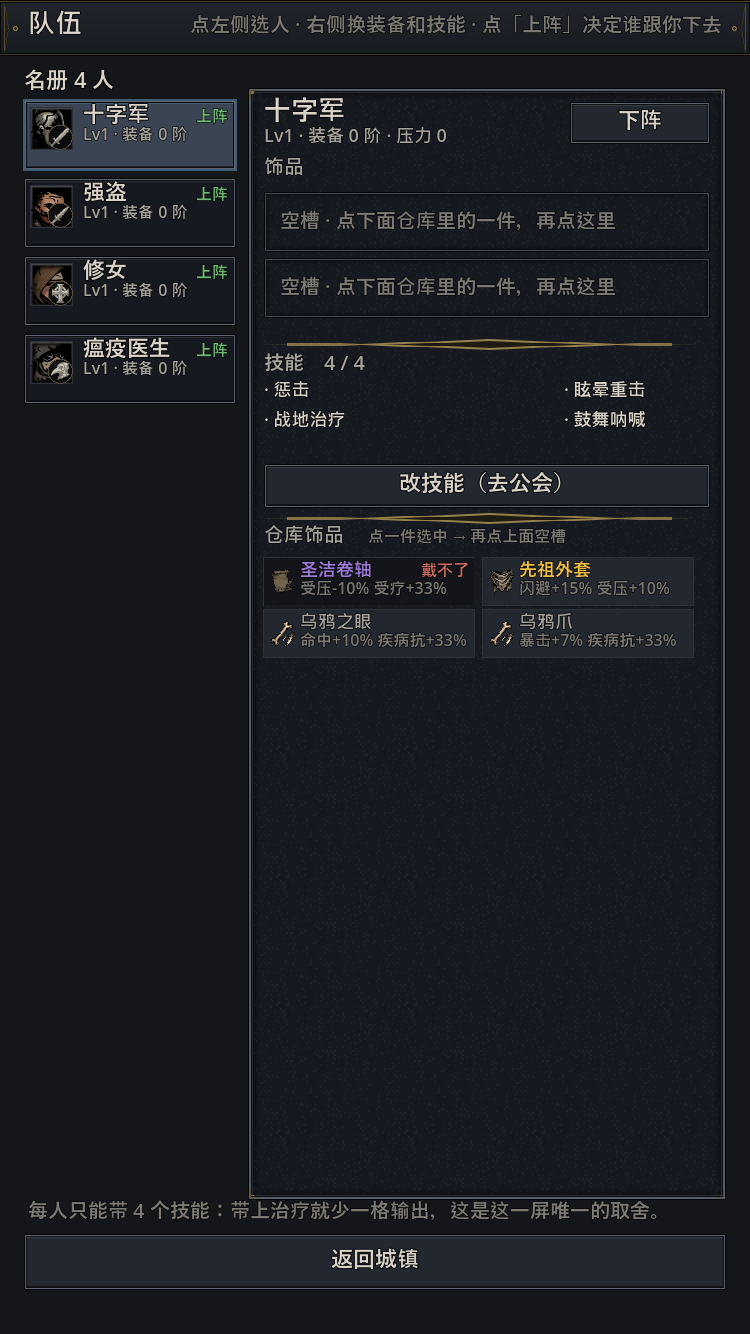 队伍
点左侧选人 · 右侧换装备和技能 · 点「上阵」决定谁跟你下去
名册 4 人
十字军 上阵
Lv1 · 装备 0 阶
强盗 上阵
Lv1 · 装备 0 阶
修女 上阵
Lv1 · 装备 0 阶
瘟疫医生 上阵
Lv1 · 装备 0 阶
十字军
Lv1 · 装备 0 阶 · 压力 0
下阵
饰品
空槽 · 点下面仓库里的一件，再点这里
空槽 · 点下面仓库里的一件，再点这里
技能 4 / 4
· 惩击 · 眩晕重击
· 战地治疗 · 鼓舞呐喊
改技能（去公会）
仓库饰品 点一件选中 → 再点上面空槽
圣洁卷轴 戴不了
受压-10% 受疗+33%
先祖外套
闪避+15% 受压+10%
乌鸦之眼
命中+10% 疾病抗+33%
乌鸦爪
暴击+7% 疾病抗+33%
每人只能带 4 个技能：带上治疗就少一格输出，这是这一屏唯一的取舍。
返回城镇